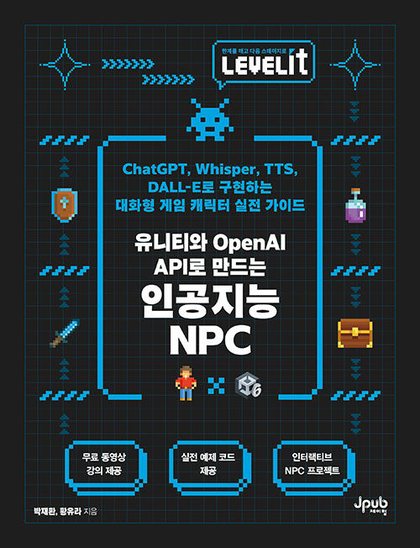 한계를 깨고 다음 스테이지로
LEVELit
ChatGPT, Whisper, TTS,
DALL-E로 구현하는
대화형 게임 캐릭터 실전 가이드
유니티와 OpenAI
API로 만드는
인공지능
NPC
6
무료 동영상
강의 제공
실전 예제 코드
제공
인터랙티브
NPC 프로젝트
박재환, 황유라 지음
Jpub
제이펍